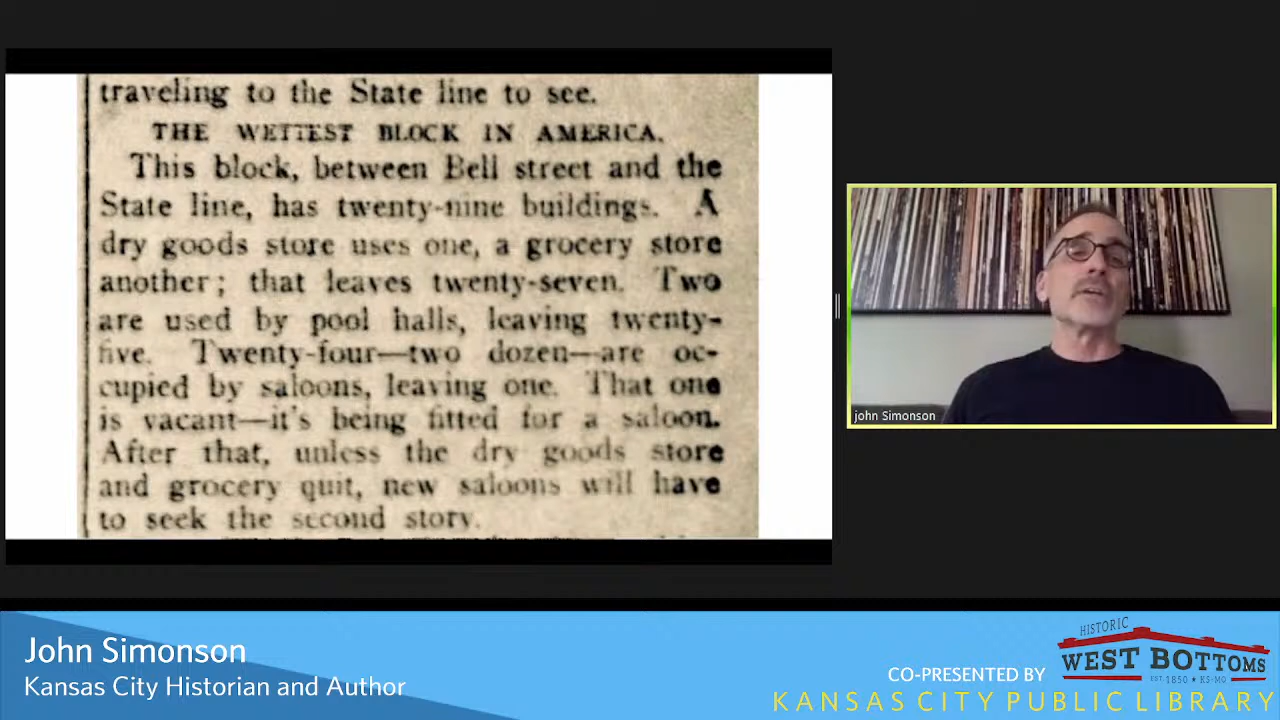 traveling to the State line to see.
THE WETTEST BLOCK IN AMERICA.
This block, between Bell street and the
State line, has twenty-nine buildings. A
dry goods store uses one, a grocery store
another; that leaves twenty-seven. Two
are used by pool halls, leaving twenty-
five. Twenty-four—two dozen—are oc-
cupied by saloons, leaving one. That one
is vacant—it's being fitted for a saloon.
After that, unless the dry goods store
and grocery quit, new saloons will have
to seek the second story.
john Simonson
John Simonson
Kansas City Historian and Author
CO-PRESENTED BY
HISTORIC
WEST BOTTOMS
EST. 1850 ★ KS-MO
KANSAS CITY PUBLIC LIBRARY